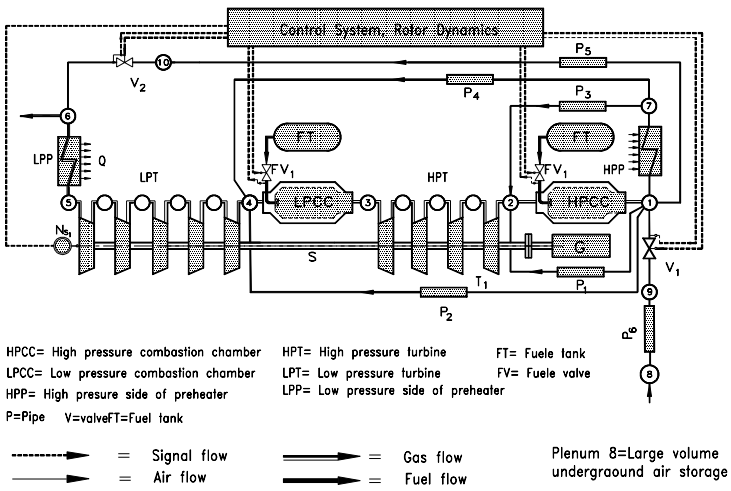 Control System, Rotor Dynamics
P5
V2
10
P4
P3
6
7
FT
FT
LPP
Q
LPT
FV1
HPT
FV1
HPP
5
4
LPCC
3
2
HPCC
1
NS1
S
G
T1
P1
V1
P2
9
P6
8
HPCC= High pressure combastion chamber
LPCC= Low pressure combastion chamber
HPP= High pressure side of preheater
P=Pipe V=valveFT=Fuel tank
HPT= High pressure turbine
LPT= Low pressure turbine
LPP= Low pressure side of preheater
FT= Fuele tank
FV= Fuele valve
= Signal flow
= Air flow
= Gas flow
= Fuel flow
Plenum 8=Large volume
undergraound air storage